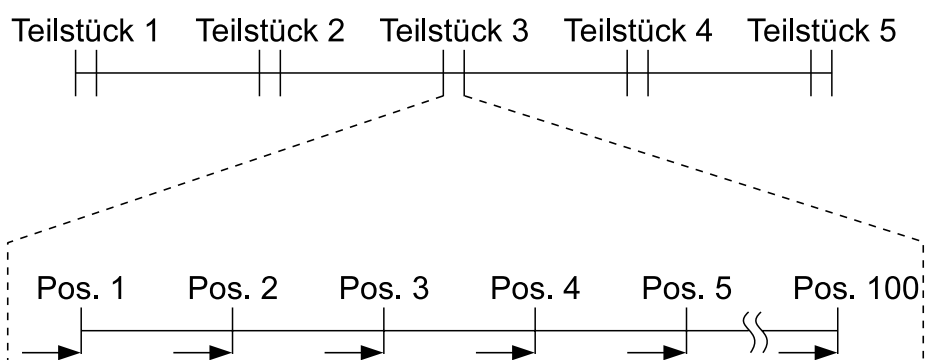 Teilstück 1 Teilstück 2 Teilstück 3 Teilstück 4 Teilstück 5
Pos. 1 Pos. 2 Pos. 3 Pos. 4 Pos. 5 Pos. 100